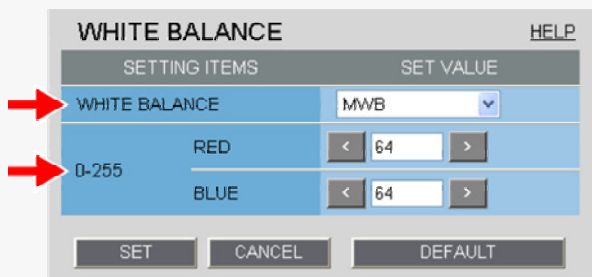 WHITE BALANCE HELP
SETTING ITEMS SET VALUE
WHITE BALANCE MWB
0-255
RED < 64 >
BLUE < 64 >
SET CANCEL DEFAULT